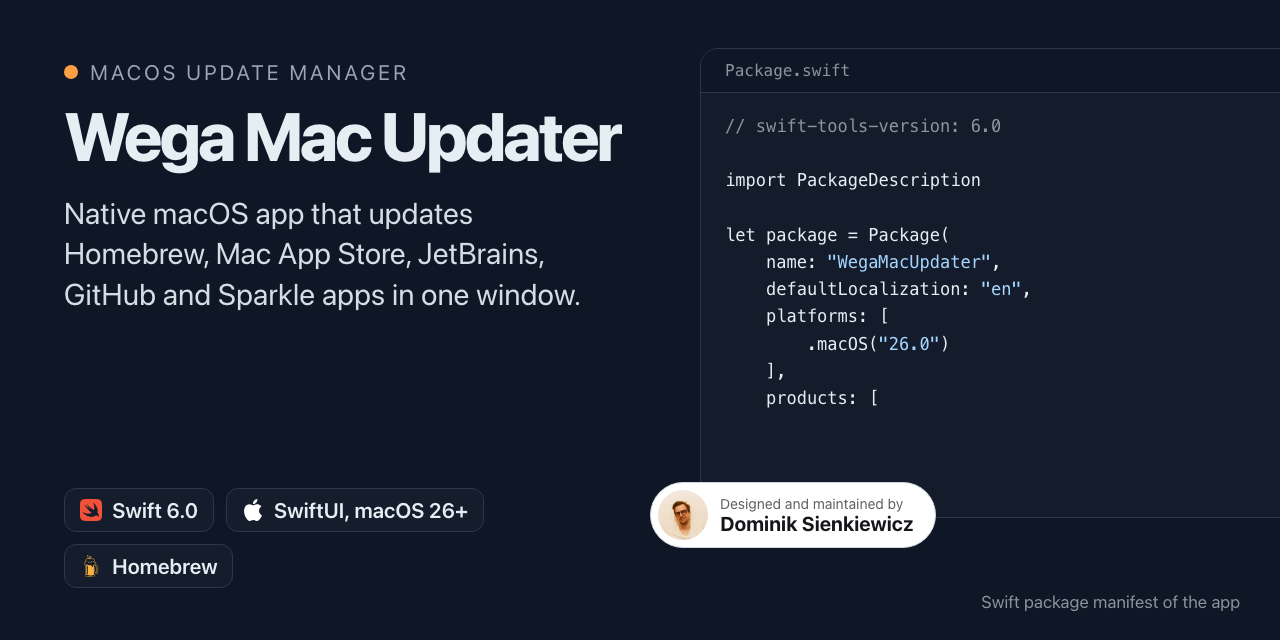 MACOS UPDATE MANAGER
Wega Mac Updater
Native macOS app that updates
Homebrew, Mac App Store, JetBrains,
GitHub and Sparkle apps in one window.
Swift 6.0
SwiftUI, macOS 26+
Homebrew
Package.swift
// swift-tools-version: 6.0
import PackageDescription
let package = Package(
    name: "WegaMacUpdater",
    defaultLocalization: "en",
    platforms: [
        .macOS("26.0")
    ],
    products: [
Designed and maintained by
Dominik Sienkiewicz
Swift package manifest of the app